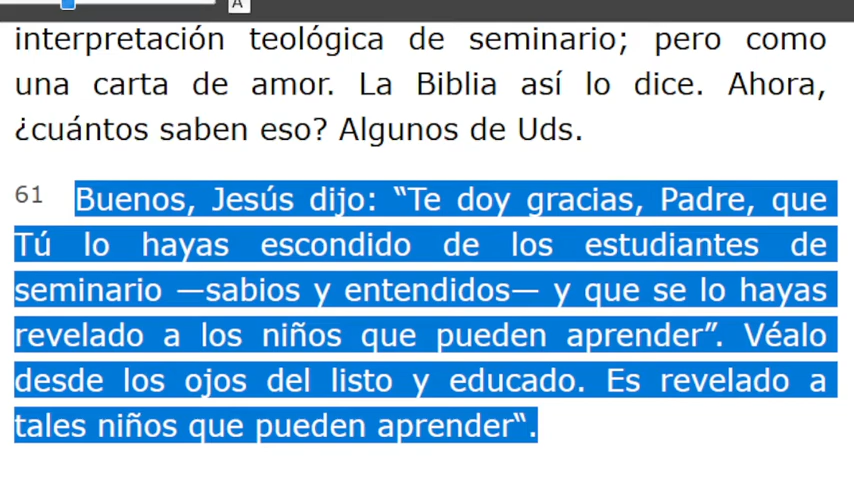 A
interpretación teológica de seminario; pero como
una carta de amor. La Biblia así lo dice. Ahora,
¿cuántos saben eso? Algunos de Uds.
61 Buenos, Jesús dijo: “Te doy gracias, Padre, que
Tú lo hayas escondido de los estudiantes de
seminario —sabios y entendidos— y que se lo hayas
revelado a los niños que pueden aprender”. Véalo
desde los ojos del listo y educado. Es revelado a
tales niños que pueden aprender“.